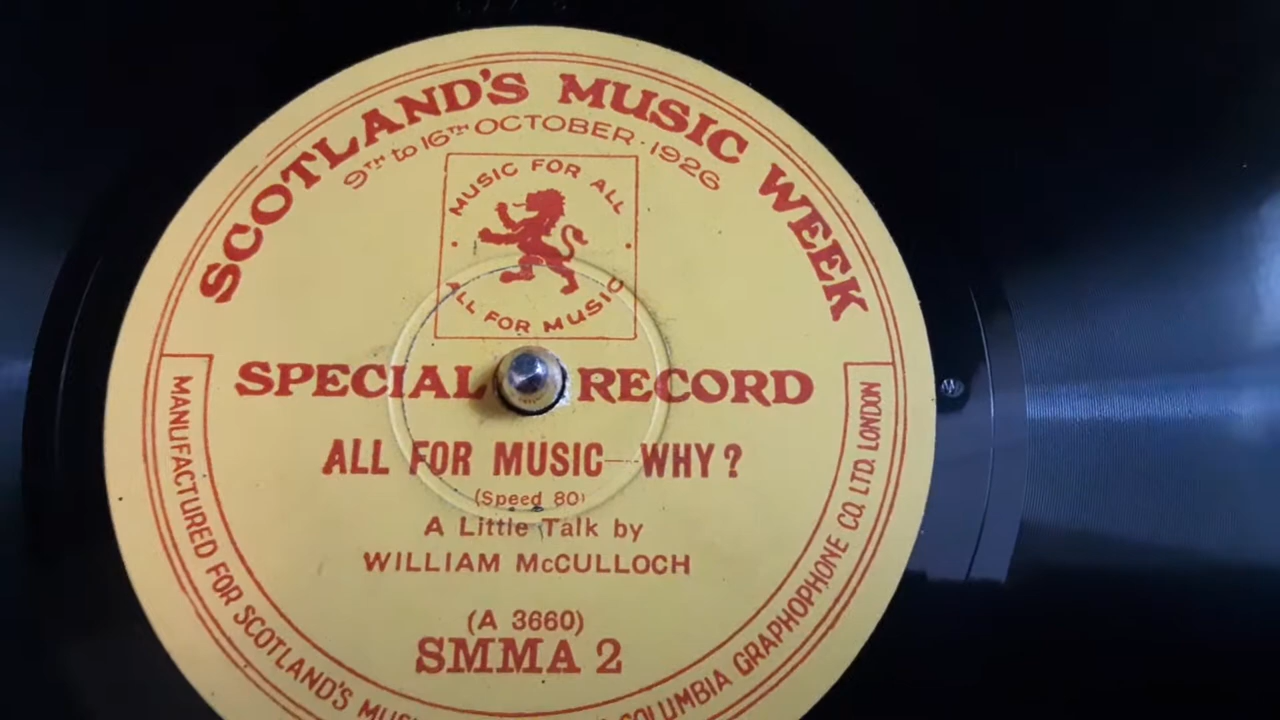 SCOTLAND'S MUSIC WEEK
9TH to 16TH OCTOBER · 1926
MUSIC FOR ALL
ALL FOR MUSIC
SPECIAL RECORD
ALL FOR MUSIC—WHY?
(Speed 80)
A Little Talk by
WILLIAM McCULLOCH
(A 3660)
SMMA 2
MANUFACTURED FOR SCOTLAND'S
COLUMBIA GRAPHOPHONE CO. LTD. LONDON